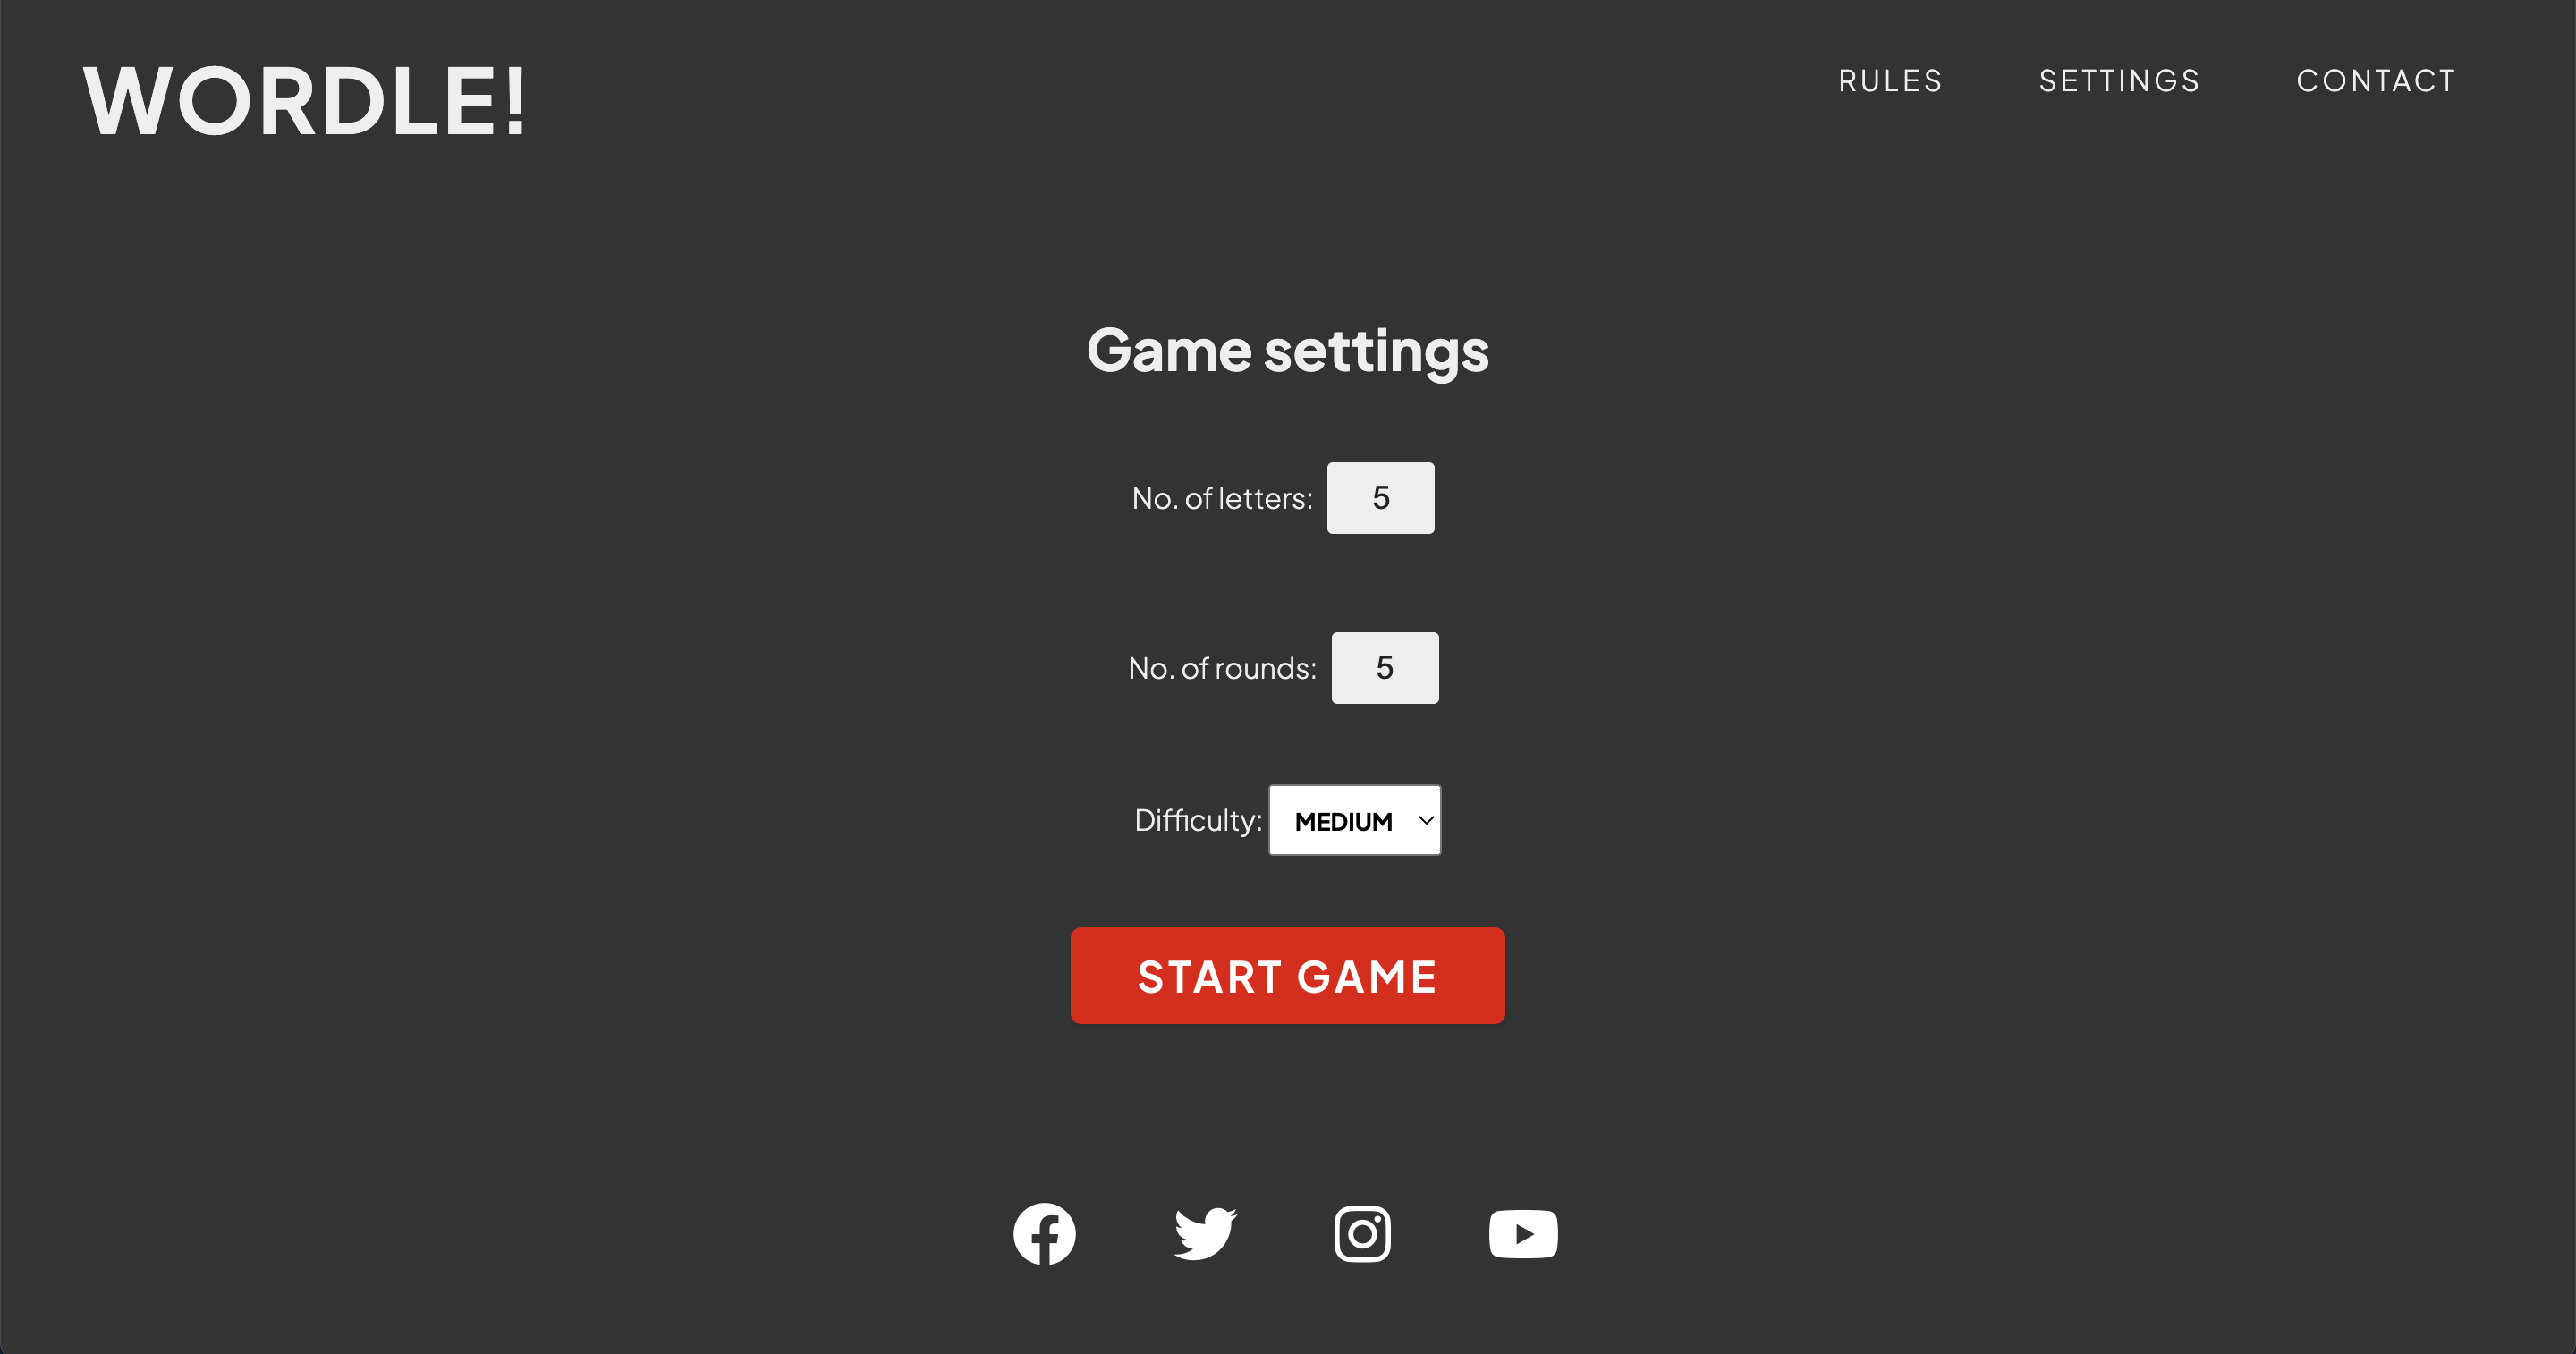 WORDLE!
RULES SETTINGS CONTACT
Game settings
No. of letters: 5
No. of rounds: 5
Difficulty: MEDIUM
START GAME